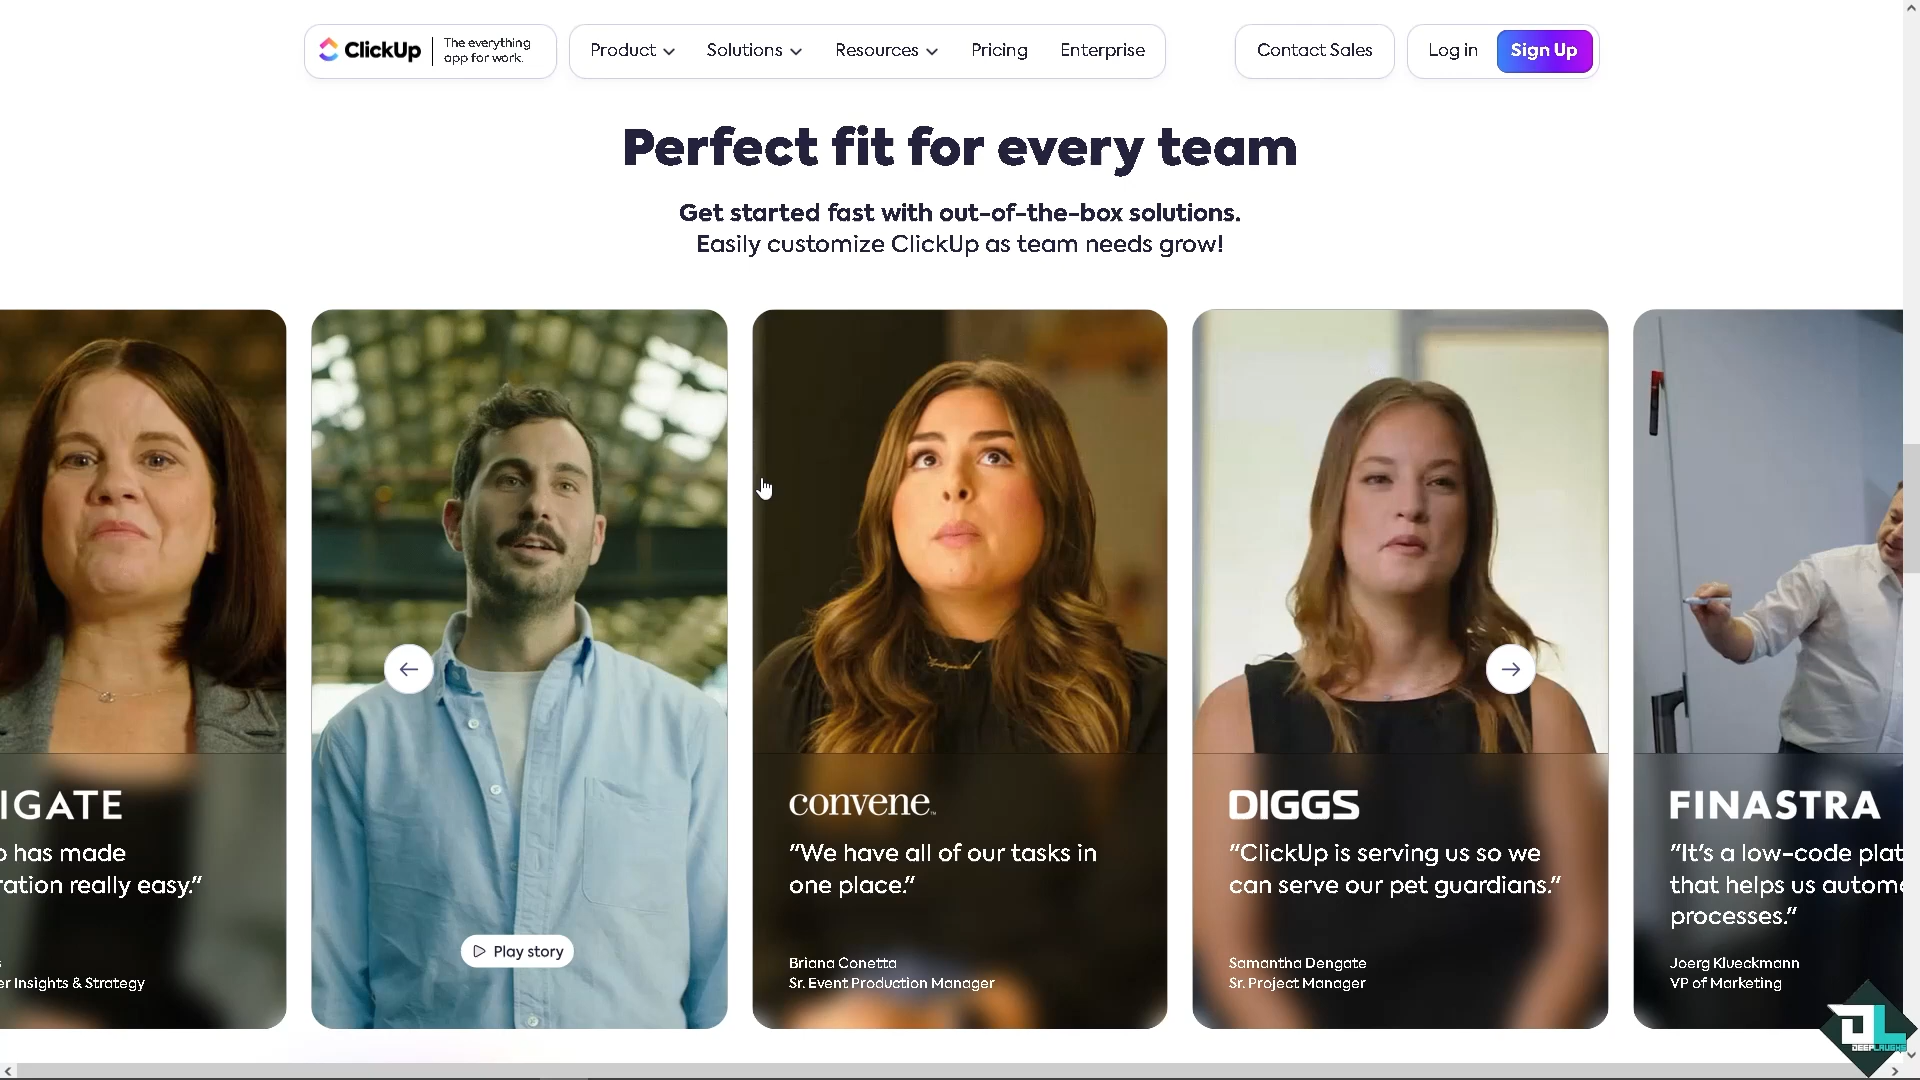 ClickUp
The everything
app for work.
Product
Solutions
Resources
Pricing
Enterprise
Contact Sales
Log in
Sign Up
Perfect fit for every team
Get started fast with out-of-the-box solutions.
Easily customize ClickUp as team needs grow!
IGATE
has made
ration really easy."
er Insights & Strategy
Play story
convene
"We have all of our tasks in
one place."
Briana Conetta
Sr. Event Production Manager
DIGGS
"ClickUp is serving us so we
can serve our pet guardians."
Samantha Dengate
Sr. Project Manager
FINASTRA
"It's a low-code plat
that helps us autom
processes."
Joerg Klueckmann
VP of Marketing
DL
DEEPLAUGHS